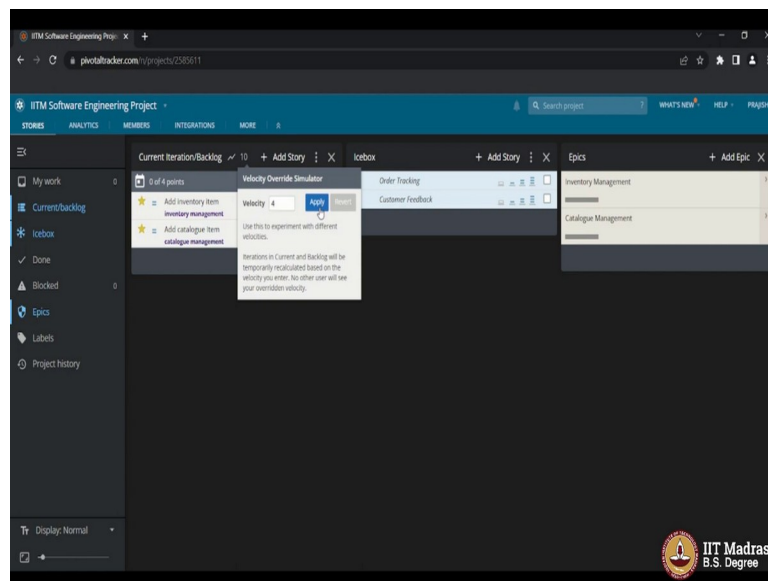 IITM Software Engineering Proje
pivotaltracker.com/n/projects/2585611
IITM Software Engineering Project
Search project
?
WHAT'S NEW
HELP
PRAJISH
STORIES
ANALYTICS
MEMBERS
INTEGRATIONS
MORE
My work
0
Current/backlog
Icebox
Done
Blocked
0
Epics
Labels
Project history
Display: Normal
Current Iteration/Backlog
10
+ Add Story
0 of 4 points
Add inventory item
inventory management
Add catalogue item
catalogue management
Velocity Override Simulator
Velocity
4
Apply
Revert
Use this to experiment with different
velocities.
Iterations in Current and Backlog will be
temporarily recalculated based on the
velocity you enter. No other user will see
your overridden velocity.
Icebox
+ Add Story
Order Tracking
Customer Feedback
Epics
+ Add Epic
Inventory Management
Catalogue Management
IIT Madras
B.S. Degree